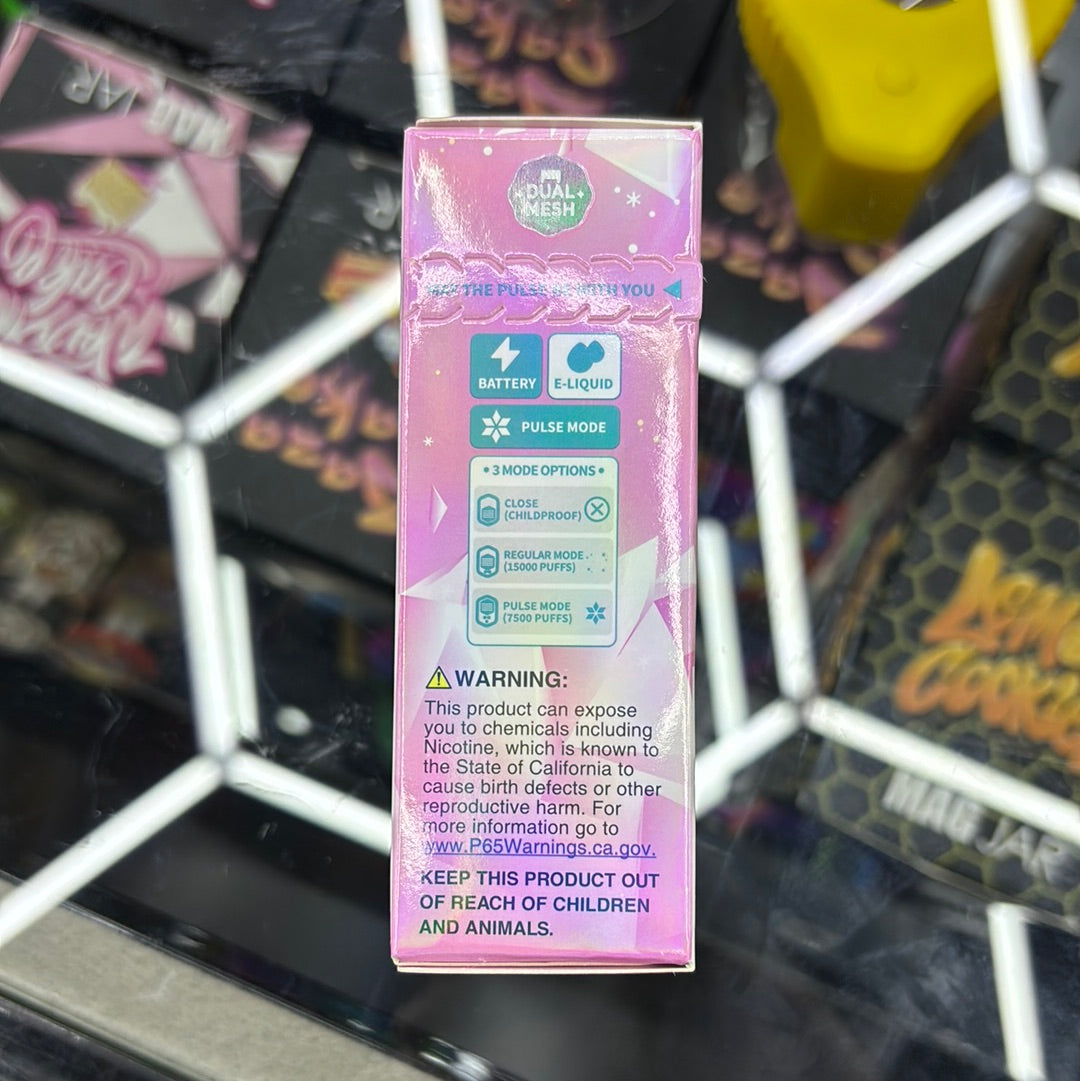 DUAL
MESH
MAY THE PULSE BE WITH YOU
BATTERY
E-LIQUID
PULSE MODE
• 3 MODE OPTIONS •
CLOSE
(CHILDPROOF)
REGULAR MODE
(15000 PUFFS)
PULSE MODE
(7500 PUFFS)
WARNING:
This product can expose
you to chemicals including
Nicotine, which is known to
the State of California to
cause birth defects or other
reproductive harm. For
more information go to
www.P65Warnings.ca.gov.
KEEP THIS PRODUCT OUT
OF REACH OF CHILDREN
AND ANIMALS.
MAG JAR
MAG JAR